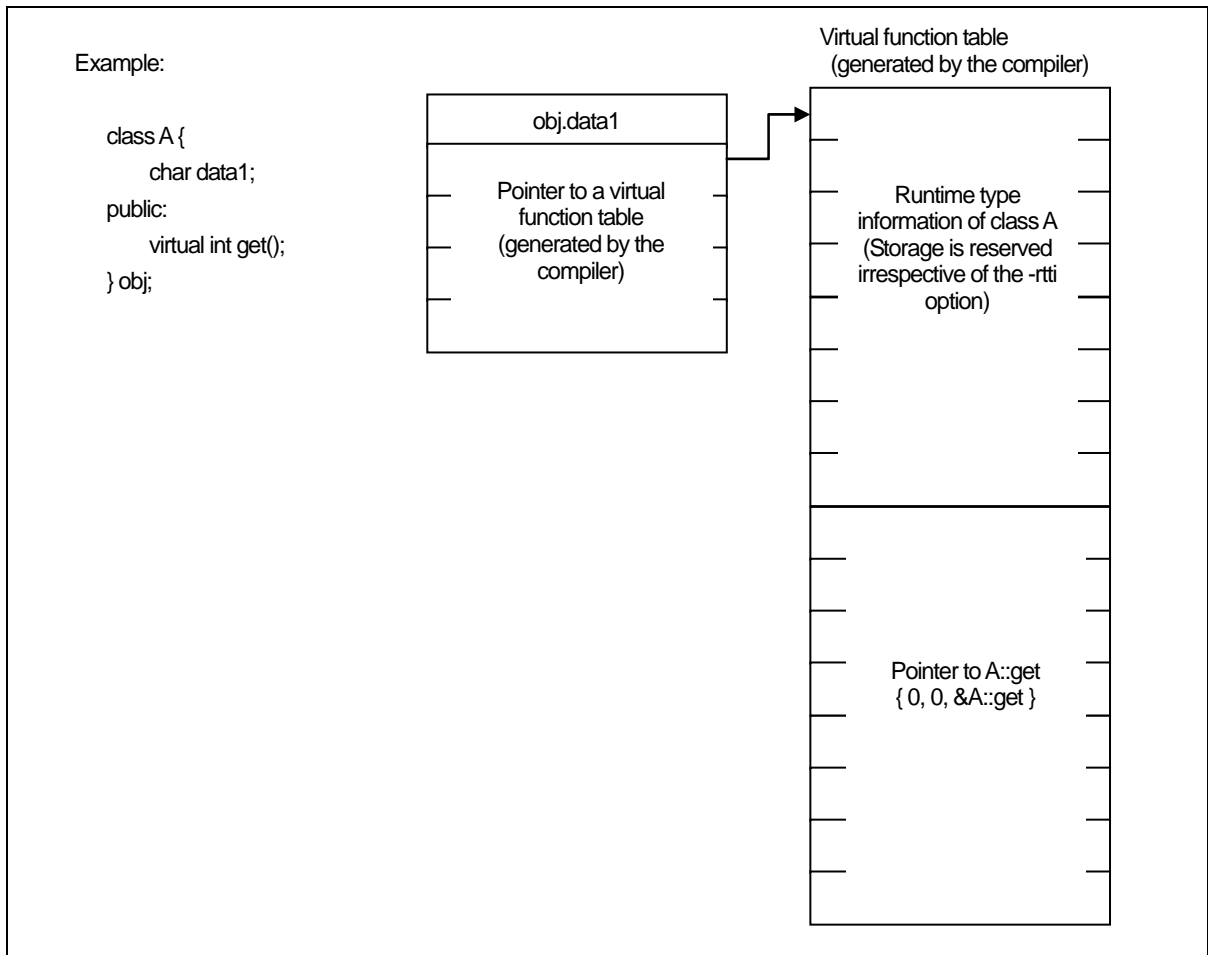 Example:
class A {
char data1;
public:
virtual int get();
} obj;
obj.data1
Pointer to a virtual
function table
(generated by the
compiler)
Virtual function table
(generated by the compiler)
Runtime type
information of class A
(Storage is reserved
irrespective of the -rtti
option)
Pointer to A::get
{ 0, 0, &A::get }